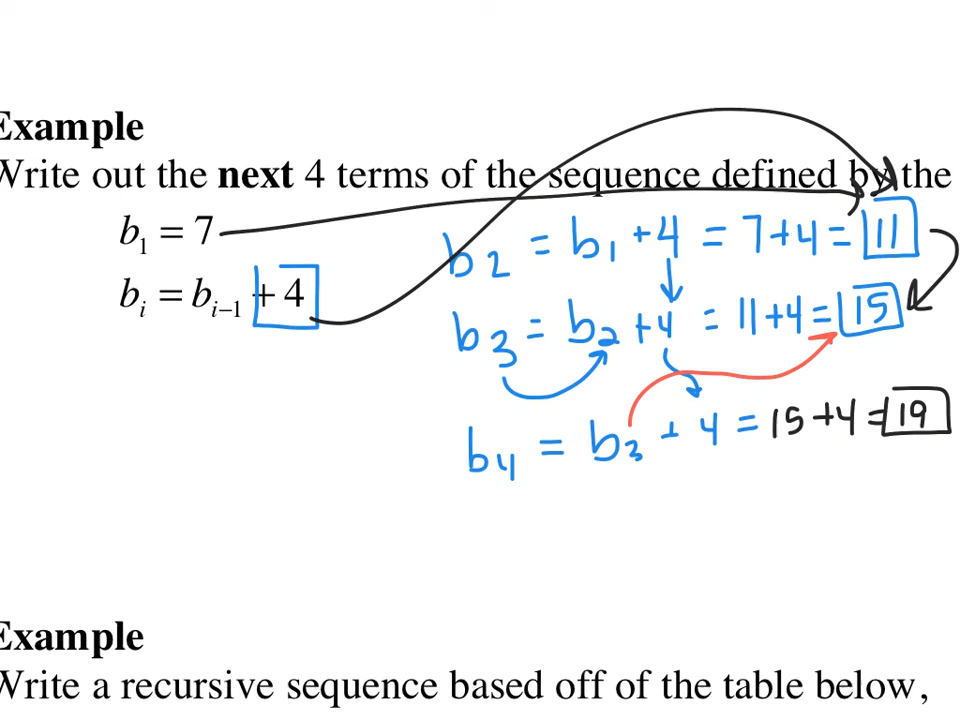 Example
Write out the next 4 terms of the sequence defined by the
b₁ = 7
b₂ = b₁ + 4 = 7 + 4 = 11
bᵢ = bᵢ₋₁ + 4
b₃ = b₂ + 4 = 11 + 4 = 15
b₄ = b₃ + 4 = 15 + 4 = 19
Example
Write a recursive sequence based off of the table below,